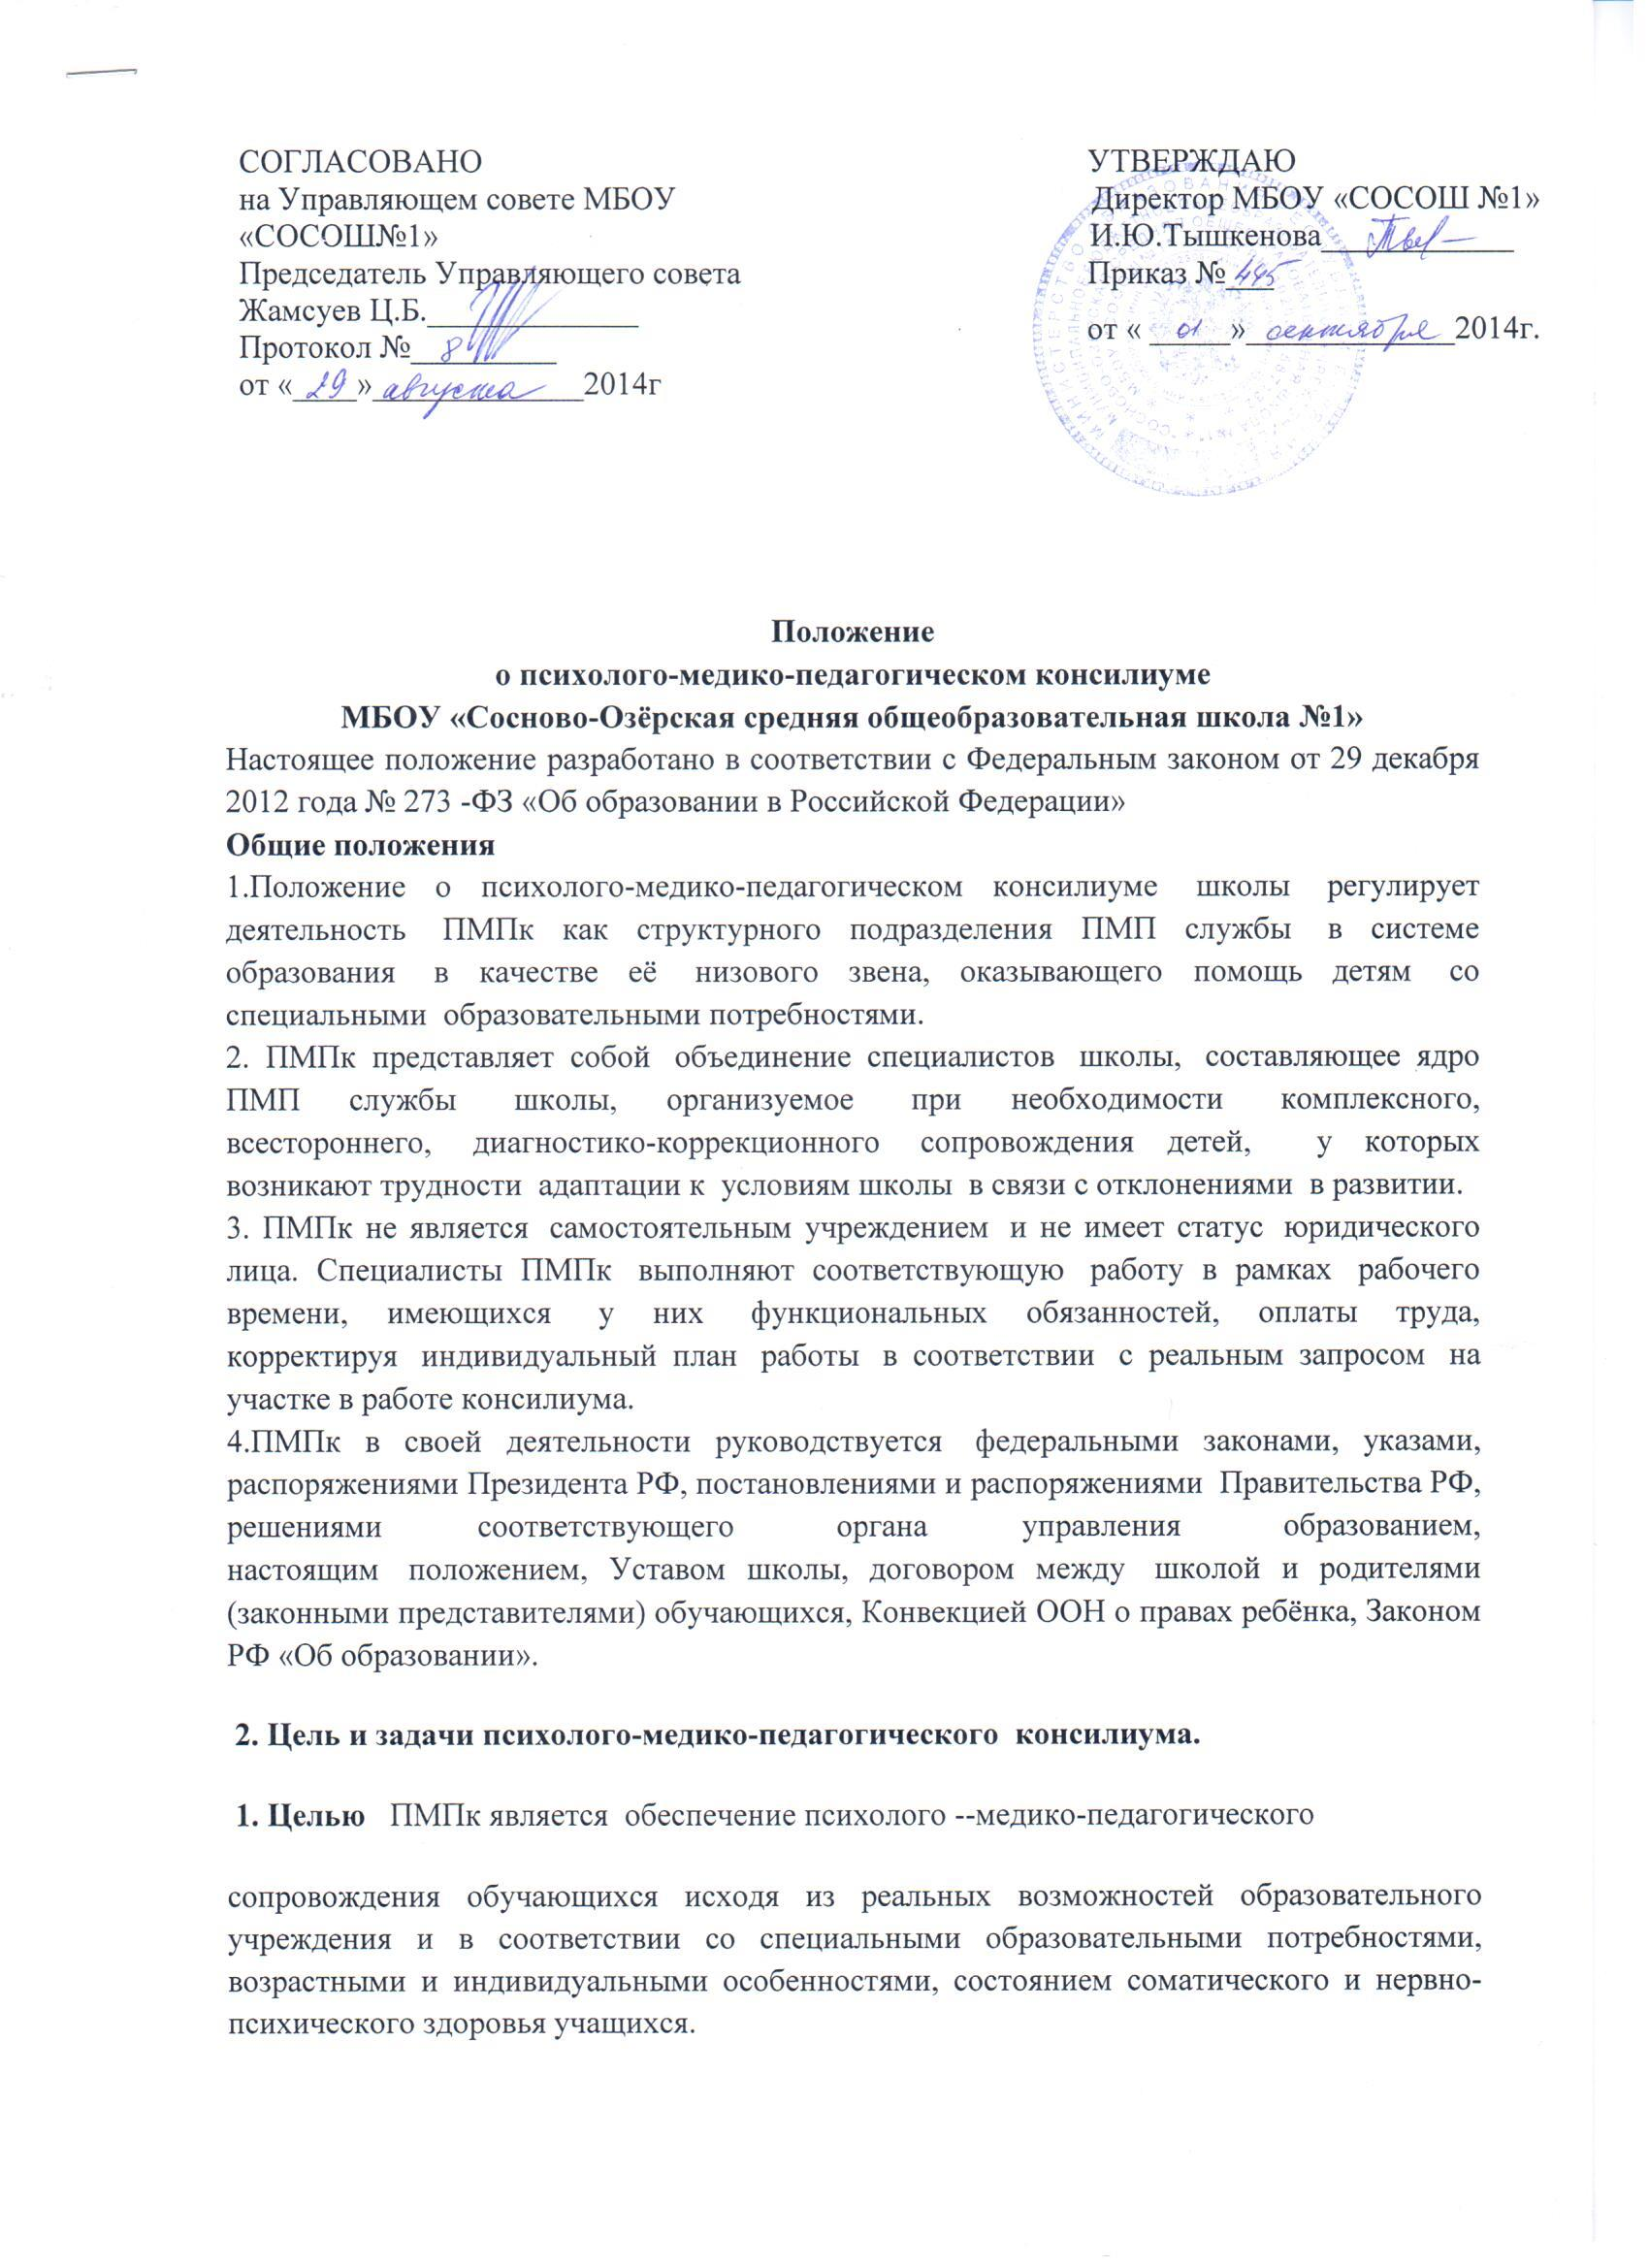 СОГЛАСОВАНО
на Управляющем совете МБОУ
«СОСОШ№1»
Председатель Управляющего совета
Жамсуев Ц.Б.
Протокол № 8
от « 29 » августа 2014г
УТВЕРЖДАЮ
Директор МБОУ «СОСОШ №1»
И.Ю.Тышкенова
Приказ № 445
от « 01 » сентября 2014г.
Положение
о психолого-медико-педагогическом консилиуме
МБОУ «Сосново-Озёрская средняя общеобразовательная школа №1»
Настоящее положение разработано в соответствии с Федеральным законом от 29 декабря
2012 года № 273 -ФЗ «Об образовании в Российской Федерации»
Общие положения
1.Положение о психолого-медико-педагогическом консилиуме школы регулирует
деятельность ПМПк как структурного подразделения ПМП службы в системе
образования в качестве её низового звена, оказывающего помощь детям со
специальными образовательными потребностями.
2. ПМПк представляет собой объединение специалистов школы, составляющее ядро
ПМП службы школы, организуемое при необходимости комплексного,
всестороннего, диагностико-коррекционного сопровождения детей, у которых
возникают трудности адаптации к условиям школы в связи с отклонениями в развитии.
3. ПМПк не является самостоятельным учреждением и не имеет статус юридического
лица. Специалисты ПМПк выполняют соответствующую работу в рамках рабочего
времени, имеющихся у них функциональных обязанностей, оплаты труда,
корректируя индивидуальный план работы в соответствии с реальным запросом на
участке в работе консилиума.
4.ПМПк в своей деятельности руководствуется федеральными законами, указами,
распоряжениями Президента РФ, постановлениями и распоряжениями Правительства РФ,
решениями соответствующего органа управления образованием,
настоящим положением, Уставом школы, договором между школой и родителями
(законными представителями) обучающихся, Конвекцией ООН о правах ребёнка, Законом
РФ «Об образовании».
2. Цель и задачи психолого-медико-педагогического консилиума.
1. Целью ПМПк является обеспечение психолого --медико-педагогического
сопровождения обучающихся исходя из реальных возможностей образовательного
учреждения и в соответствии со специальными образовательными потребностями,
возрастными и индивидуальными особенностями, состоянием соматического и нервно-
психического здоровья учащихся.